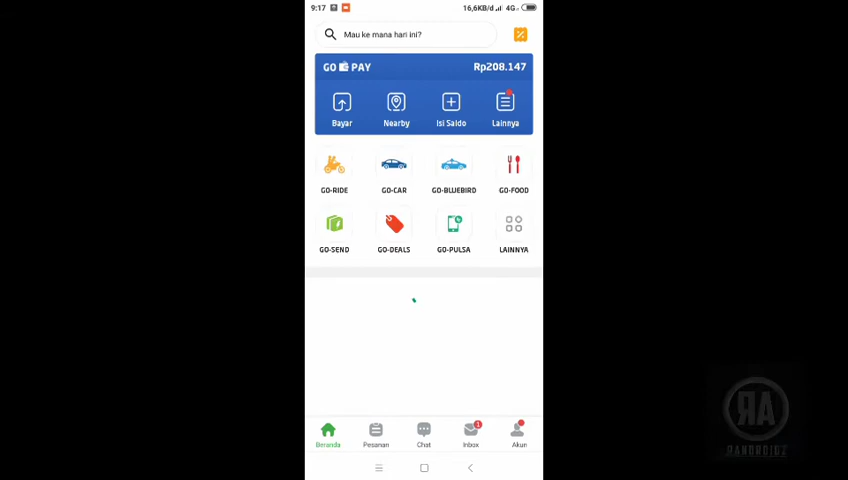 9:17
16,6KB/d
4G
Mau ke mana hari ini?
GO PAY
Rp208.147
Bayar
Nearby
Isi Saldo
Lainnya
GO-RIDE
GO-CAR
GO-BLUEBIRD
GO-FOOD
GO-SEND
GO-DEALS
GO-PULSA
LAINNYA
1
Beranda
Pesanan
Chat
Inbox
Akun